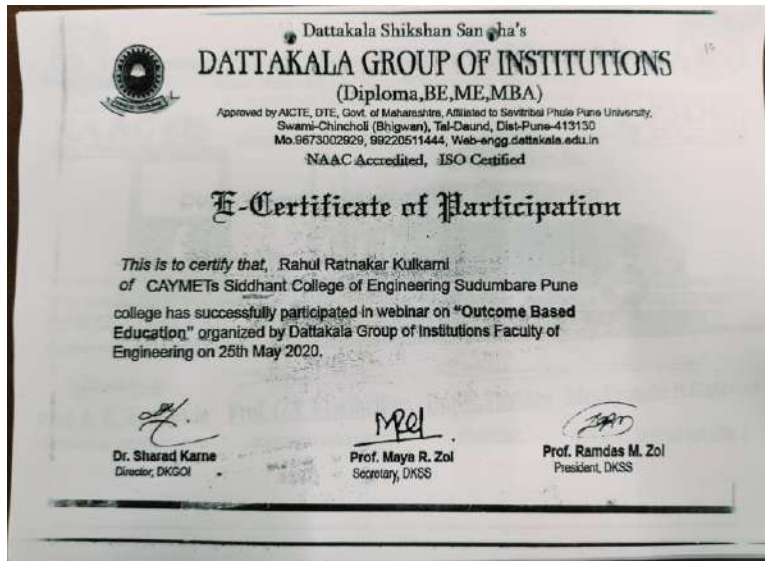 Dattakala Shikshan Sangha's
DATTAKALA GROUP OF INSTITUTIONS
(Diploma,BE,ME,MBA)
Approved by AICTE, DTE, Govt. of Maharashtra, Affiliated to Savitribai Phule Pune University,
Swami-Chincholi (Bhigwan), Tal-Daund, Dist-Pune-413130
Mo.9673002929, 99220511444, Web-engg.dattakala.edu.in
NAAC Accredited, ISO Certified
E-Certificate of Participation
This is to certify that, Rahul Ratnakar Kulkarni
of CAYMETs Siddhant College of Engineering Sudumbare Pune
college has successfully participated in webinar on "Outcome Based
Education" organized by Dattakala Group of Institutions Faculty of
Engineering on 25th May 2020.
Dr. Sharad Karne
Director, DKGOI
Prof. Maya R. Zol
Secretary, DKSS
Prof. Ramdas M. Zol
President, DKSS